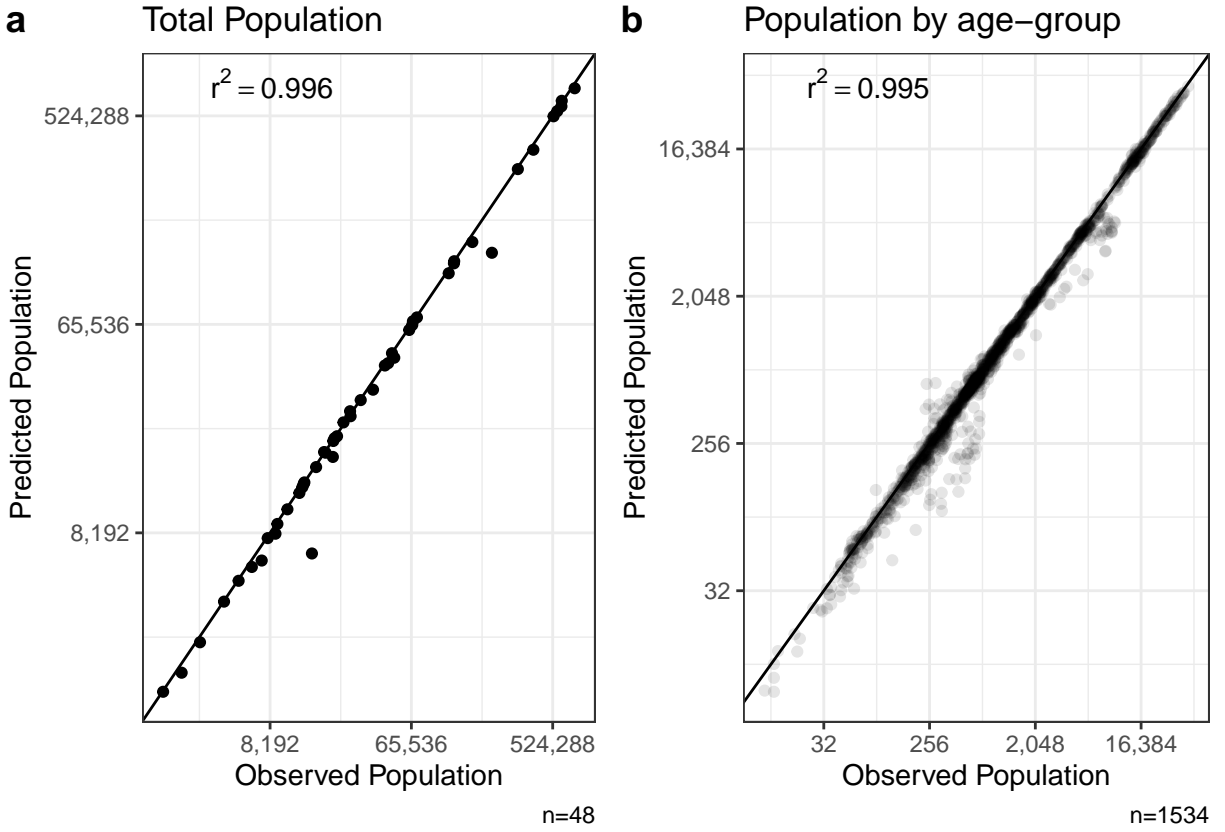 a
Total Population
r² = 0.996
524,288
65,536
8,192
Predicted Population
8,192
65,536
524,288
Observed Population
n=48
b
Population by age−group
r² = 0.995
16,384
2,048
256
32
Predicted Population
32
256
2,048
16,384
Observed Population
n=1534